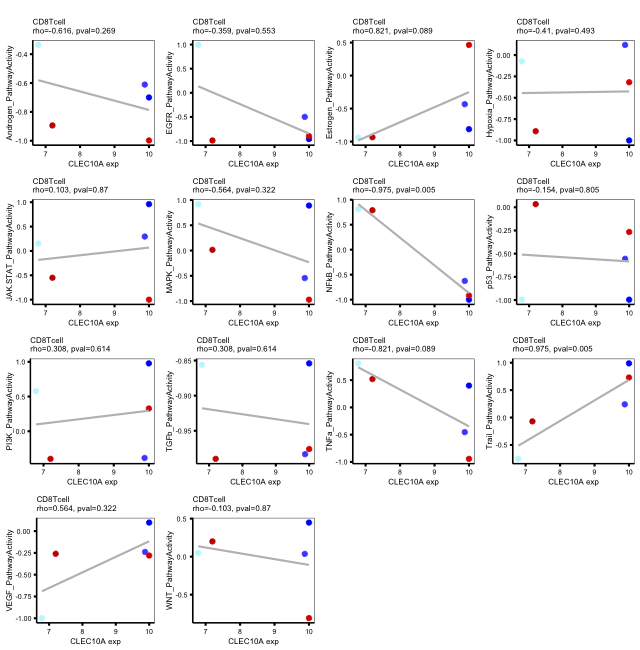 CD8Tcell
rho=-0.616, pval=0.269
Androgen_PathwayActivity
-0.4
-0.6
-0.8
-1.0
7
8
9
10
CLEC10A exp
CD8Tcell
rho=-0.359, pval=0.553
EGFR_PathwayActivity
1.0
0.5
0.0
-0.5
-1.0
7
8
9
10
CLEC10A exp
CD8Tcell
rho=0.821, pval=0.089
Estrogen_PathwayActivity
0.5
0.0
-0.5
-1.0
7
8
9
10
CLEC10A exp
CD8Tcell
rho=-0.41, pval=0.493
Hypoxia_PathwayActivity
0.00
-0.25
-0.50
-0.75
-1.00
7
8
9
10
CLEC10A exp
CD8Tcell
rho=0.103, pval=0.87
JAK.STAT_PathwayActivity
1.0
0.5
0.0
-0.5
-1.0
7
8
9
10
CLEC10A exp
CD8Tcell
rho=-0.564, pval=0.322
MAPK_PathwayActivity
1.0
0.5
0.0
-0.5
-1.0
7
8
9
10
CLEC10A exp
CD8Tcell
rho=-0.975, pval=0.005
NFkB_PathwayActivity
1.0
0.5
0.0
-0.5
-1.0
7
8
9
10
CLEC10A exp
CD8Tcell
rho=-0.154, pval=0.805
p53_PathwayActivity
0.00
-0.25
-0.50
-0.75
-1.00
7
8
9
10
CLEC10A exp
CD8Tcell
rho=0.308, pval=0.614
PI3K_PathwayActivity
1.0
0.5
0.0
7
8
9
10
CLEC10A exp
CD8Tcell
rho=0.308, pval=0.614
TGFb_PathwayActivity
-0.85
-0.90
-0.95
7
8
9
10
CLEC10A exp
CD8Tcell
rho=-0.821, pval=0.089
TNFa_PathwayActivity
0.5
0.0
-0.5
-1.0
7
8
9
10
CLEC10A exp
CD8Tcell
rho=0.975, pval=0.005
Trail_PathwayActivity
1.0
0.5
0.0
-0.5
7
8
9
10
CLEC10A exp
CD8Tcell
rho=0.564, pval=0.322
VEGF_PathwayActivity
0.00
-0.25
-0.50
-0.75
-1.00
7
8
9
10
CLEC10A exp
CD8Tcell
rho=-0.103, pval=0.87
WNT_PathwayActivity
0.5
0.0
-0.5
7
8
9
10
CLEC10A exp